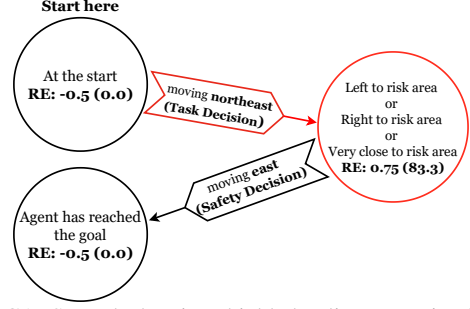 Start here
At the start
RE: -0.5 (0.0)
moving northeast
(Task Decision)
Left to risk area
or
Right to risk area
or
Very close to risk area
RE: 0.75 (83.3)
moving east
(Safety Decision)
Agent has reached
the goal
RE: -0.5 (0.0)